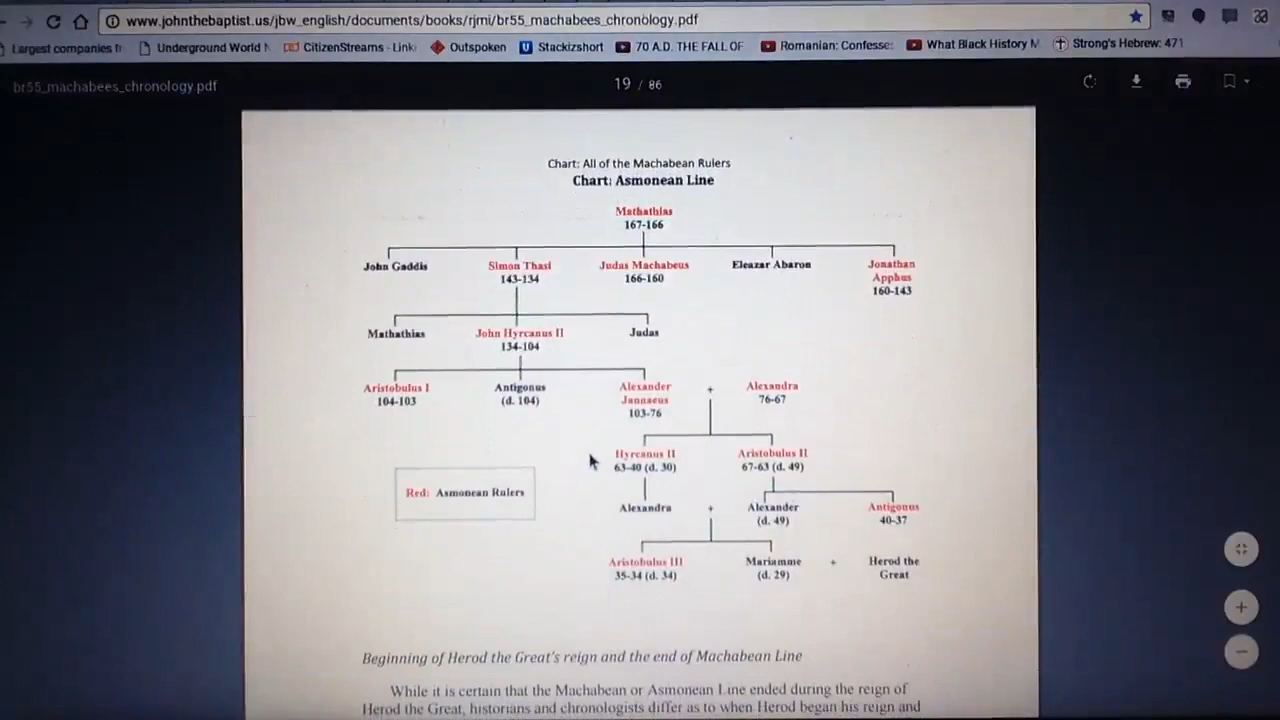 www.johnthebaptist.us/jbw_english/documents/books/rjmi/br55_machabees_chronology.pdf
Largest companies
Underground World
CitizenStreams - Link
Outspoken
Stackizshort
70 A.D. THE FALL OF
Romanian: Confesse
What Black History M
Strong's Hebrew: 471
br55_machabees_chronology.pdf
19 / 86
Chart: All of the Machabean Rulers
Chart: Asmonean Line
Mathathias
167-166
John Gaddis Simon Thasi Judas Machabeus Eleazar Abaron Jonathan
143-134 166-160 Apphus
160-143
Mathathias John Hyrcanus II Judas
134-104
Aristobulus I Antigonus Alexander + Alexandra
104-103 (d. 104) Jannaeus 76-67
103-76
Hyrcanus II Aristobulus II
63-40 (d. 30) 67-63 (d. 49)
Red: Asmonean Rulers
Alexandra + Alexander Antigonus
(d. 49) 40-37
Aristobulus III Mariamme + Herod the
35-34 (d. 34) (d. 29) Great
Beginning of Herod the Great's reign and the end of Machabean Line
While it is certain that the Machabean or Asmonean Line ended during the reign of
Herod the Great, historians and chronologists differ as to when Herod began his reign and